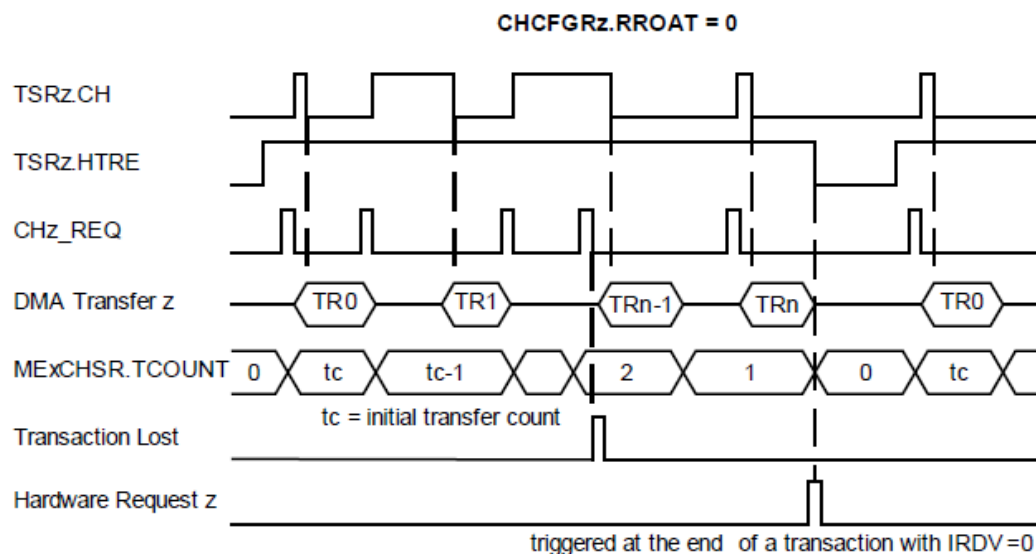 CHCFGRz.RROAT = 0
TSRz.CH
TSRz.HTRE
CHz_REQ
DMA Transfer z TR0 TR1 TRn-1 TRn TR0
MExCHSR.TCOUNT 0 tc tc-1 2 1 0 tc
tc = initial transfer count
Transaction Lost
Hardware Request z
triggered at the end of a transaction with IRDV =0